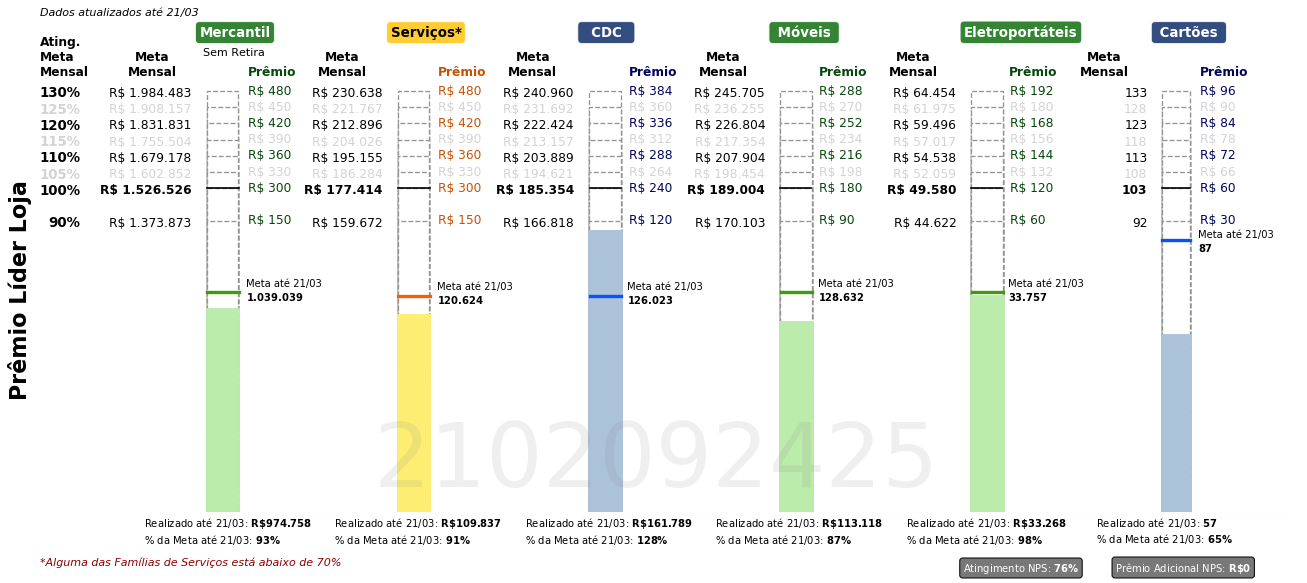 Dados atualizados até 21/03
Mercantil Serviços* CDC Móveis Eletroportáteis Cartões
Sem Retira
Ating. Meta Mensal Meta Mensal Prêmio Meta Mensal Prêmio Meta Mensal Prêmio Meta Mensal Prêmio Meta Mensal Prêmio Meta Mensal Prêmio
130% R$ 1.984.483 R$ 480 R$ 230.638 R$ 480 R$ 240.960 R$ 384 R$ 245.705 R$ 288 R$ 64.454 R$ 192 133 R$ 96
125% R$ 1.908.157 R$ 450 R$ 221.767 R$ 450 R$ 231.692 R$ 360 R$ 236.255 R$ 270 R$ 61.975 R$ 180 128 R$ 90
120% R$ 1.831.831 R$ 420 R$ 212.896 R$ 420 R$ 222.424 R$ 336 R$ 226.804 R$ 252 R$ 59.496 R$ 168 123 R$ 84
115% R$ 1.755.504 R$ 390 R$ 204.026 R$ 390 R$ 213.157 R$ 312 R$ 217.354 R$ 234 R$ 57.017 R$ 156 118 R$ 78
110% R$ 1.679.178 R$ 360 R$ 195.155 R$ 360 R$ 203.889 R$ 288 R$ 207.904 R$ 216 R$ 54.538 R$ 144 113 R$ 72
105% R$ 1.602.852 R$ 330 R$ 186.284 R$ 330 R$ 194.621 R$ 264 R$ 198.454 R$ 198 R$ 52.059 R$ 132 108 R$ 66
100% R$ 1.526.526 R$ 300 R$ 177.414 R$ 300 R$ 185.354 R$ 240 R$ 189.004 R$ 180 R$ 49.580 R$ 120 103 R$ 60
90% R$ 1.373.873 R$ 150 R$ 159.672 R$ 150 R$ 166.818 R$ 120 R$ 170.103 R$ 90 R$ 44.622 R$ 60 92 R$ 30
Prêmio Líder Loja
Meta até 21/03
1.039.039
Meta até 21/03
120.624
Meta até 21/03
126.023
Meta até 21/03
128.632
Meta até 21/03
33.757
Meta até 21/03
87
2102092425
Realizado até 21/03: R$974.758
% da Meta até 21/03: 93%
Realizado até 21/03: R$109.837
% da Meta até 21/03: 91%
Realizado até 21/03: R$161.789
% da Meta até 21/03: 128%
Realizado até 21/03: R$113.118
% da Meta até 21/03: 87%
Realizado até 21/03: R$33.268
% da Meta até 21/03: 98%
Realizado até 21/03: 57
% da Meta até 21/03: 65%
*Alguma das Famílias de Serviços está abaixo de 70%
Atingimento NPS: 76%
Prêmio Adicional NPS: R$0